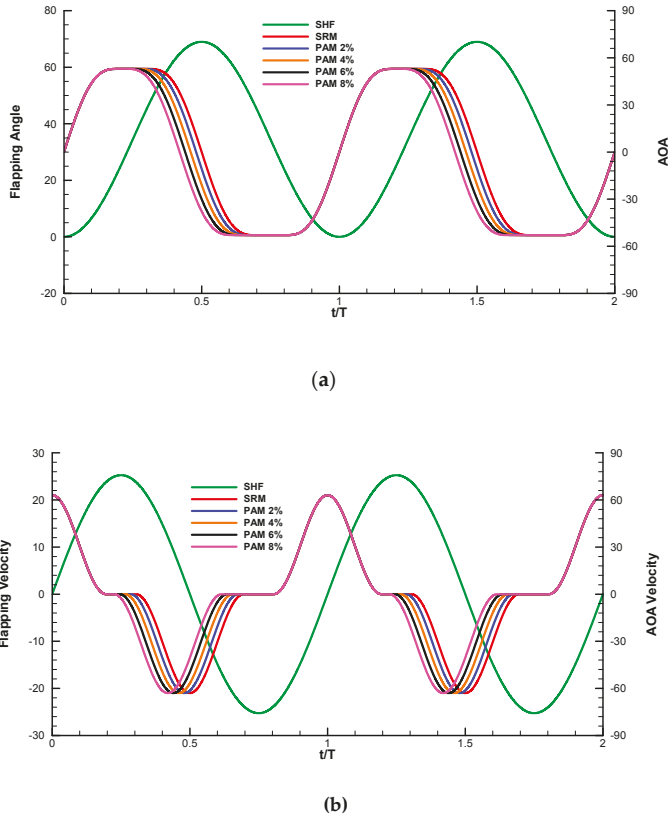 80
60
40
20
0
-20
Flapping Angle
SHF
SRM
PAM 2%
PAM 4%
PAM 6%
PAM 8%
90
60
30
0
-30
-60
-90
AOA
0
0.5
1
1.5
2
t/T
(a)
30
20
10
0
-10
-20
-30
Flapping Velocity
SHF
SRM
PAM 2%
PAM 4%
PAM 6%
PAM 8%
90
60
30
0
-30
-60
-90
AOA Velocity
0
0.5
1
1.5
2
t/T
(b)